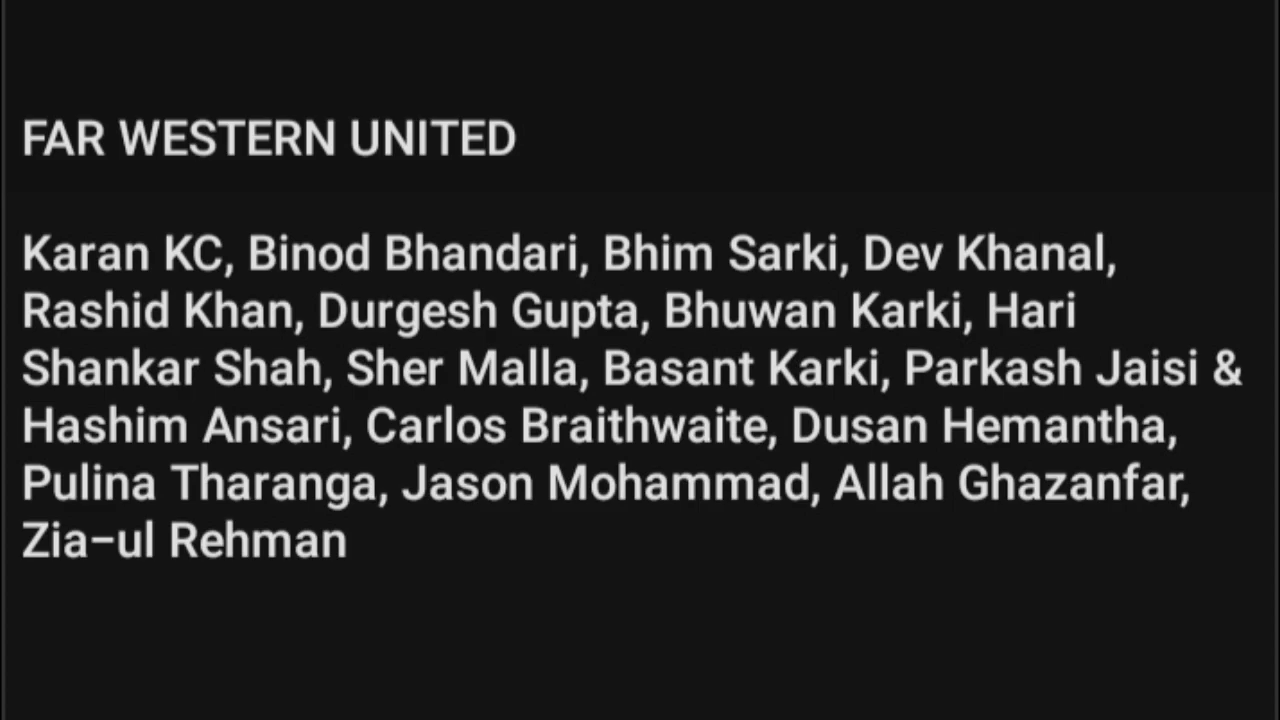 FAR WESTERN UNITED
Karan KC, Binod Bhandari, Bhim Sarki, Dev Khanal,
Rashid Khan, Durgesh Gupta, Bhuwan Karki, Hari
Shankar Shah, Sher Malla, Basant Karki, Parkash Jaisi &
Hashim Ansari, Carlos Braithwaite, Dusan Hemantha,
Pulina Tharanga, Jason Mohammad, Allah Ghazanfar,
Zia-ul Rehman